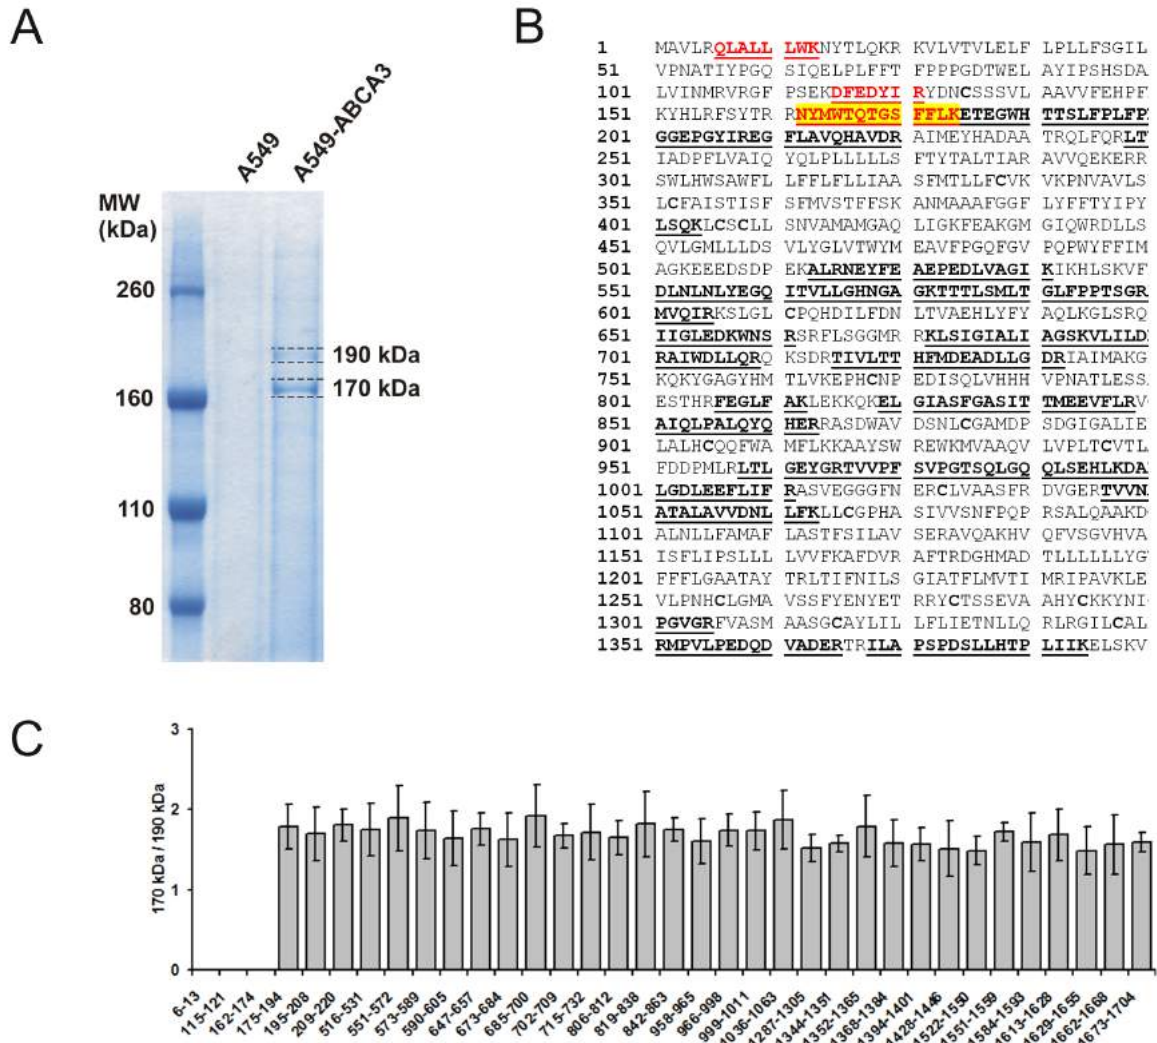 A
A549
A549-ABCA3
MW
(kDa)
260
190 kDa
170 kDa
160
110
80
B
1 MAVLRQLALL LWKNYTLQKR KVLVTVLELF LPLLFSGIL
51 VPNATIYPGQ SIQELPLFFT FPPPGDTWEL AYIPSHSDA
101 LVINMRVRGF PSEKDFEDYI RYDNCSSSVL AAVVFEHPF
151 KYHLRFSYTR RNYMWTQTGS FFLKETEGWH TTSLFPLFP
201 GGEPGYIREG FLAVQHAVDR AIMEYHADAA TRQLFQRLT
251 IADPFLVAIQ YQLPLLLLLS FTYTALTIAR AVVQEKERR
301 SWLHWSAWFL LFFLFLLIAA SFMTLLFCVK VKPNVAVLS
351 LCFAISTISF SFMVSTFFSK ANMAAAFGGF LYFFTYIPY
401 LSQKLCSCLL SNVAMAMGAQ LIGKFEAKGM GIQWRDLLS
451 QVLGMLLLDS VLYGLVTWYM EAVFPGQFGV PQPWYFFIM
501 AGKEEEDSDP EKALRNEYFE AEPEDLVAGI KIKHLSKVF
551 DLNLNLYEGQ ITVLLGHNGA GKTTTLSMLT GLFPPTSGR
601 MVQIRKSLGL CPQHDILFDN LTVAEHLYFY AQLKGLSRQ
651 IIGLEDKWNS RSRFLSGGMR RKLSIGIALI AGSKVLILD
701 RAIWDLLQRQ KSDRTIVLTT HFMDEADLLG DRIAIMAKG
751 KQKYGAGYHM TLVKEPHCNP EDISQLVHHH VPNATLESS
801 ESTHRFEGLF AKLEKKQKEL GIASFGASIT TMEEVFLRV
851 AIQLPALQYQ HERRASDWAV DSNLCGAMDP SDGIGALIE
901 LALHCQQFWA MFLKKAAYSW REWKMVAAQV LVPLTCVTL
951 FDDPMLRLTL GEYGRTVVPF SVPGTSQLGQ QLSEHLKDA
1001 LGDLEEFLIF RASVEGGGFN ERCLVAASFR DVGERTVVN
1051 ATALAVVDNL LFKLLCGPHA SIVVSNFPQP RSALQAAKD
1101 ALNLLFAMAF LASTFSILAV SERAVQAKHV QFVSGVHVA
1151 ISFLIPSLLL LVVFKAFDVR AFTRDGHMAD TLLLLLLYG
1201 FFFLGAATAY TRLTIFNILS GIATFLMVTI MRIPAVKLE
1251 VLPNHCLGMA VSSFYENYET RRYCTSSEVA AHYCKKYNI
1301 PGVGRFVASM AASGCAYLIL LFLIETNLLQ RLRGILCAL
1351 RMPVLPEDQD VADERTRILA PSPDSLLHTP LIIKELSKV
C
170 kDa / 190 kDa
3
2
1
0
6-13
115-121
162-174
175-194
195-208
209-220
516-531
551-572
573-589
590-605
647-657
673-684
685-700
702-709
715-732
806-812
819-838
842-863
958-965
966-998
999-1011
1036-1063
1287-1305
1344-1351
1352-1365
1368-1384
1394-1401
1428-1446
1522-1550
1551-1559
1584-1593
1613-1628
1629-1655
1662-1668
1673-1704